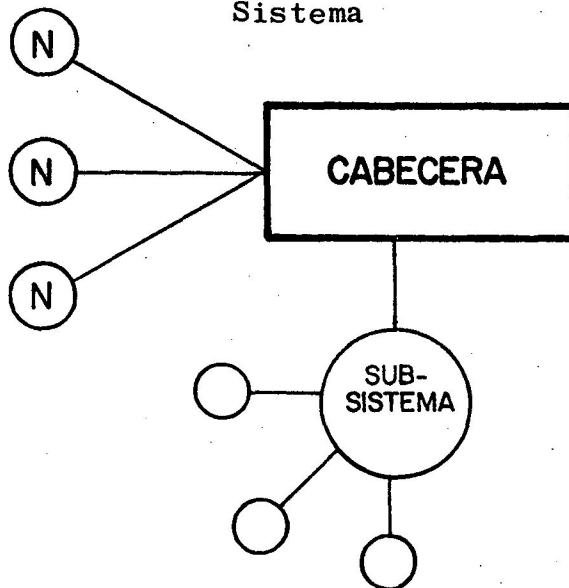 Sistema
N
CABECERA
N
N
SUB-
SISTEMA